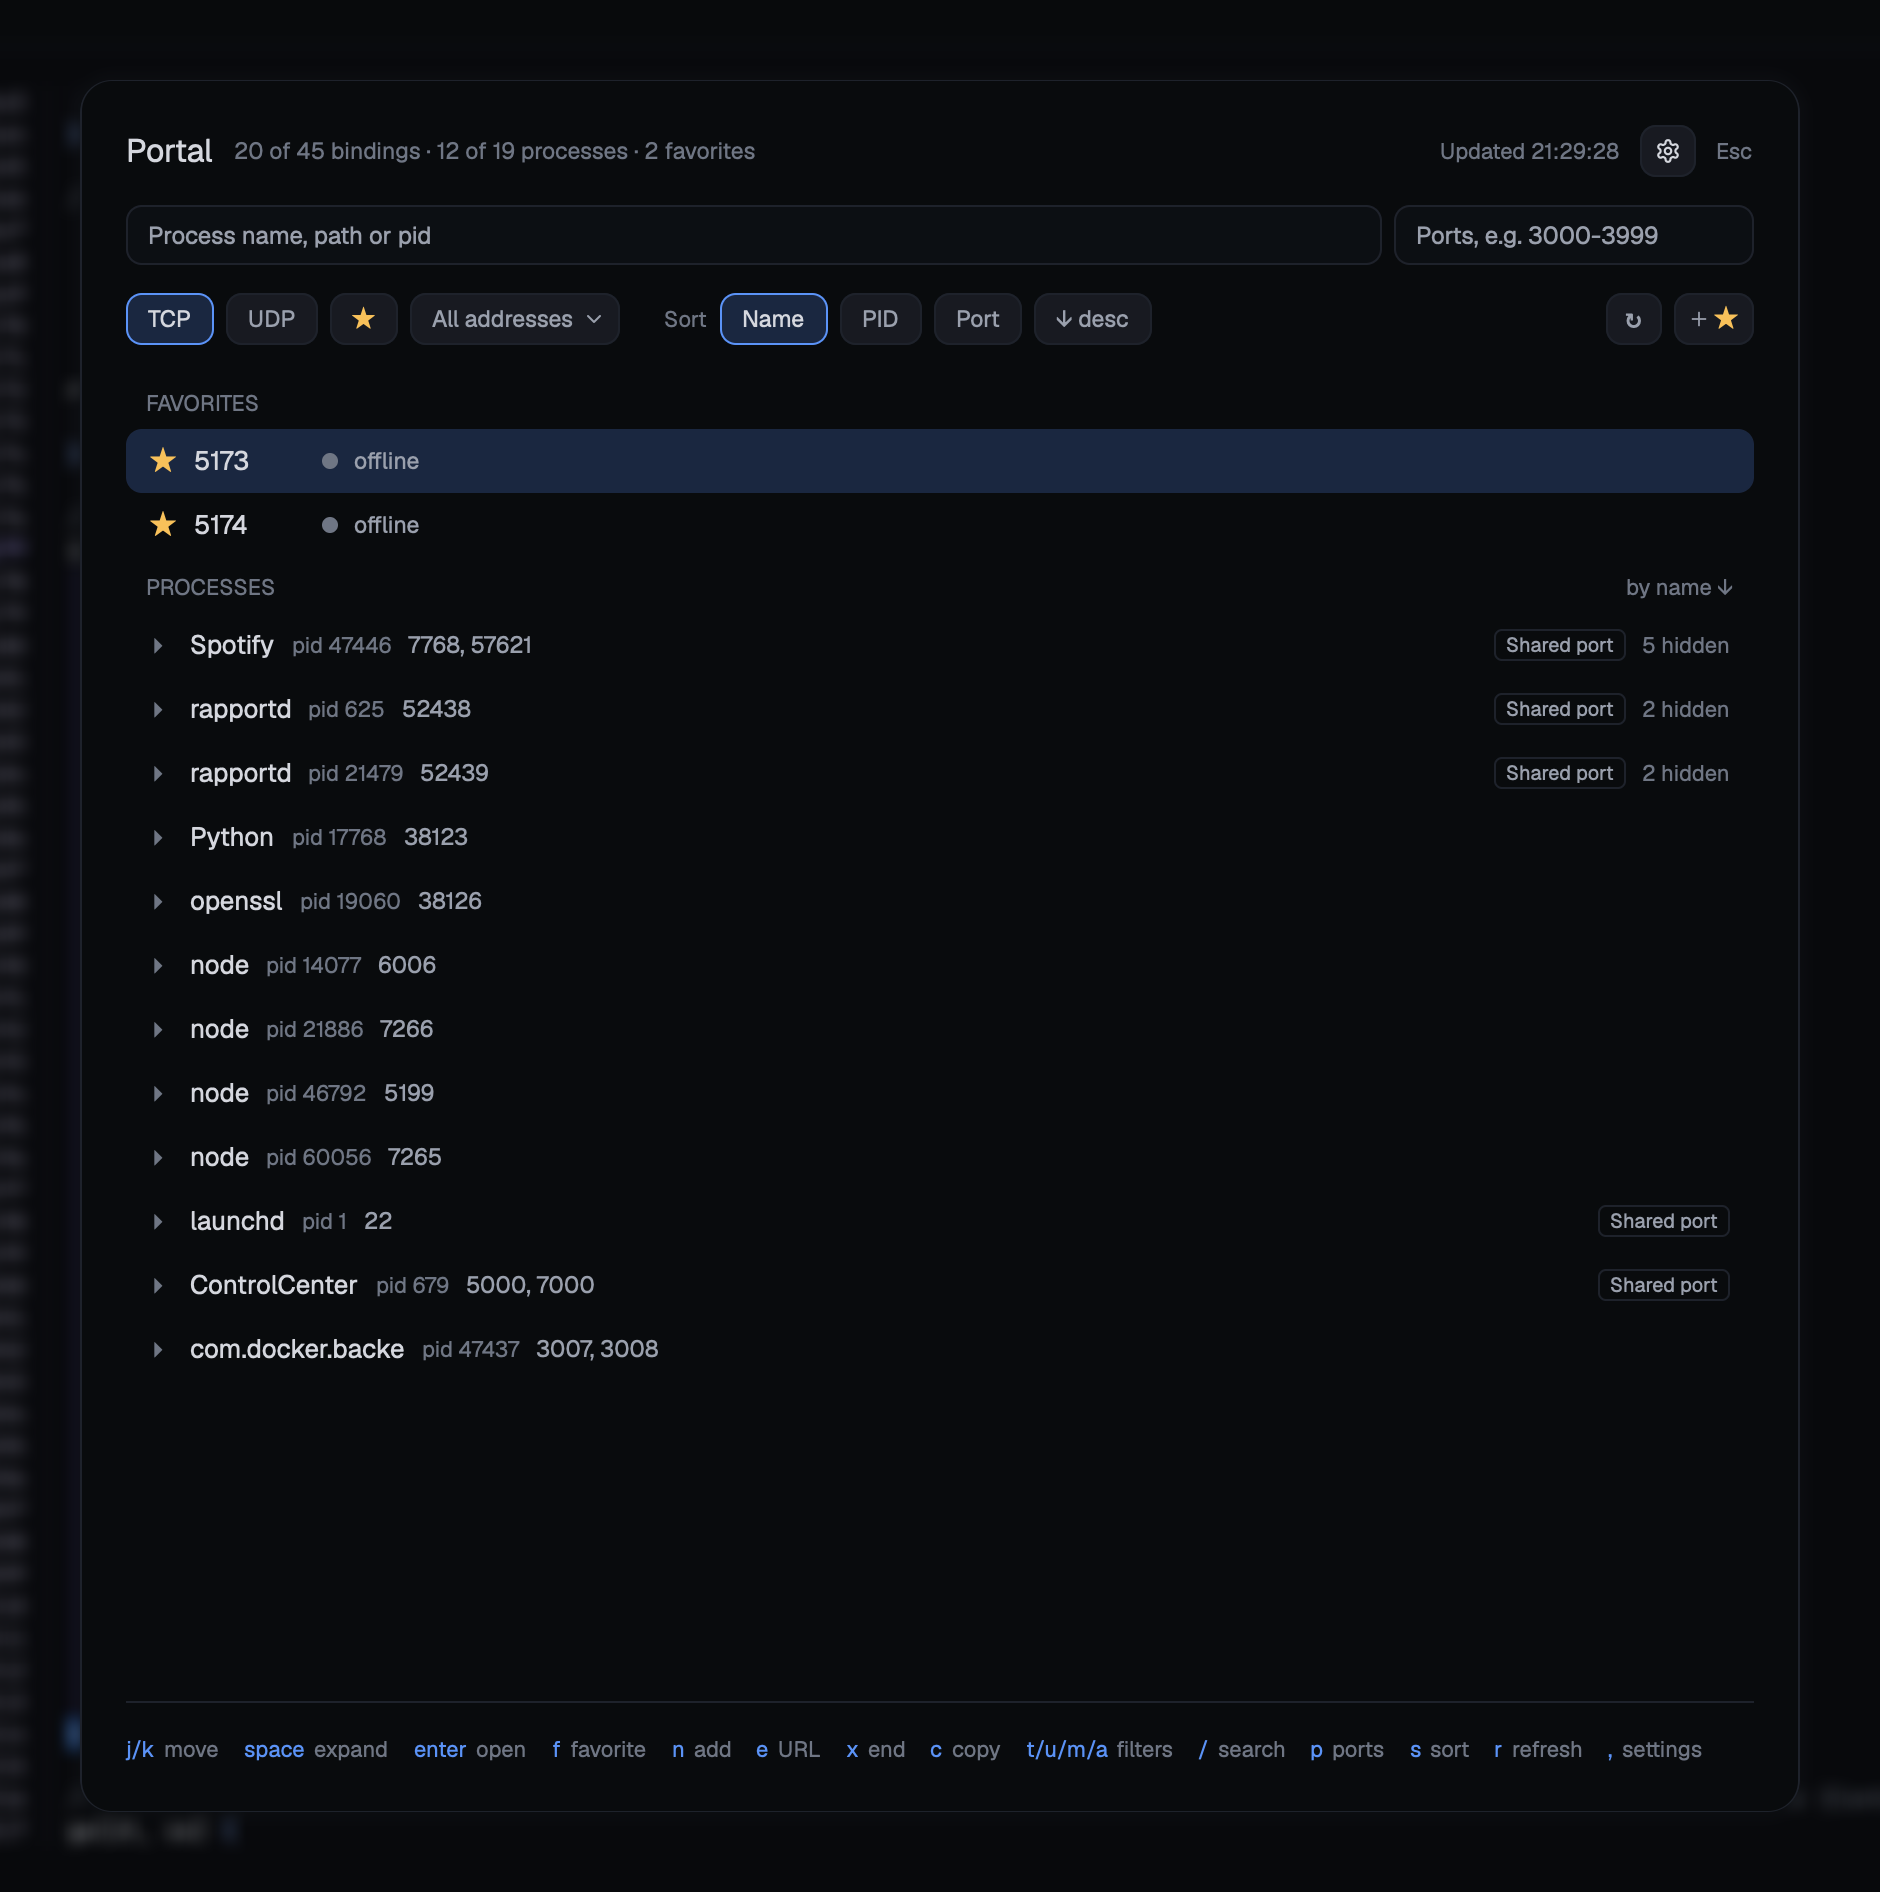 Portal 20 of 45 bindings · 12 of 19 processes · 2 favorites Updated 21:29:28 Esc
Process name, path or pid Ports, e.g. 3000-3999
TCP UDP ★ All addresses Sort Name PID Port ↓ desc ↻ + ★
FAVORITES
★ 5173 offline
★ 5174 offline
PROCESSES by name ↓
Spotify pid 47446 7768, 57621 Shared port 5 hidden
rapportd pid 625 52438 Shared port 2 hidden
rapportd pid 21479 52439 Shared port 2 hidden
Python pid 17768 38123
openssl pid 19060 38126
node pid 14077 6006
node pid 21886 7266
node pid 46792 5199
node pid 60056 7265
launchd pid 1 22 Shared port
ControlCenter pid 679 5000, 7000 Shared port
com.docker.backe pid 47437 3007, 3008
j/k move space expand enter open f favorite n add e URL x end c copy t/u/m/a filters / search p ports s sort r refresh , settings